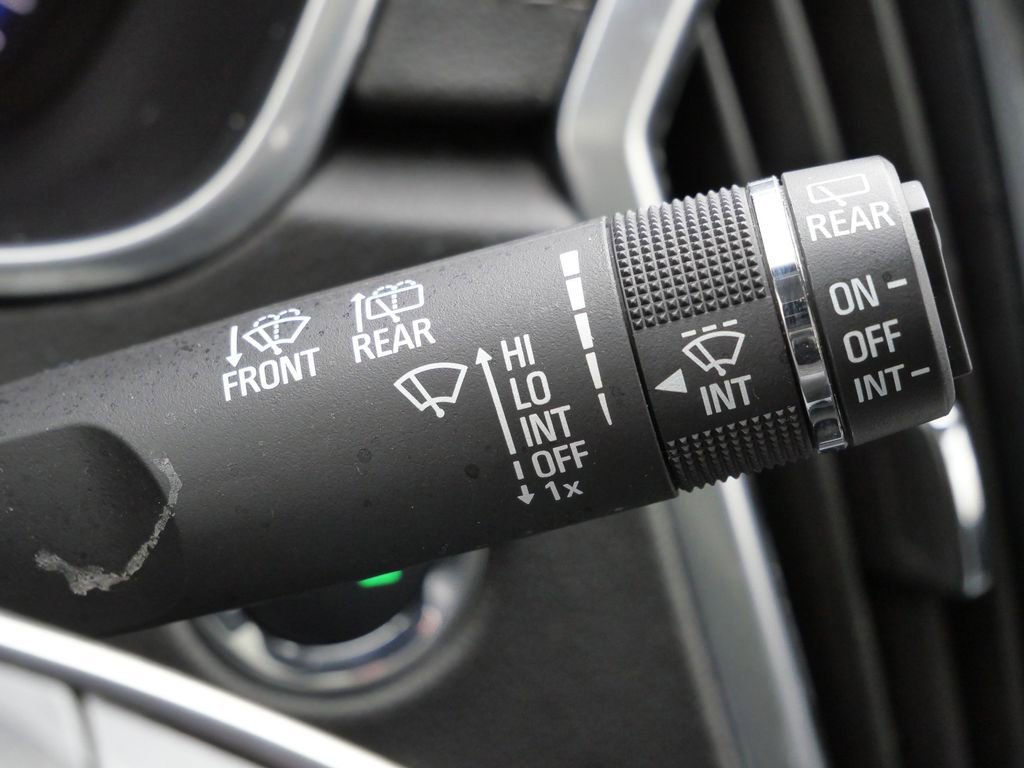 FRONT
REAR
HI
LO
INT
OFF
1x
INT
REAR
ON
OFF
INT